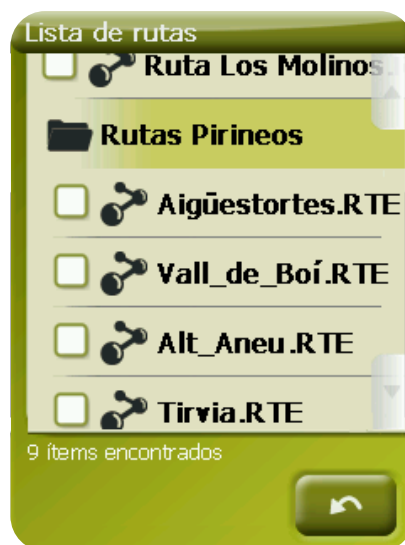 Lista de rutas
Ruta Los Molinos.
Rutas Pirineos
Aigüestortes.RTE
Vall_de_Boí.RTE
Alt_Aneu.RTE
Tirvia.RTE
9 ítems encontrados